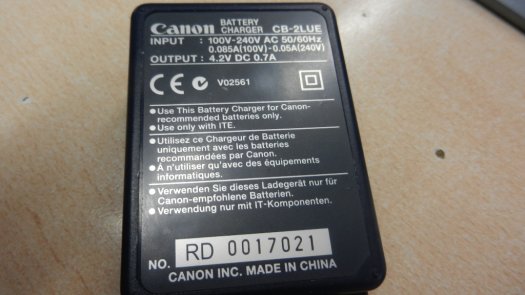 Canon BATTERY CHARGER CB-2LUE
INPUT : 100V-240V AC 50/60Hz
0.085A(100V)-0.05A(240V)
OUTPUT : 4.2V DC 0.7A
CE V02561
● Use This Battery Charger for Canon-
recommended batteries only.
● Use only with ITE.
● Utilisez ce Chargeur de Batterie
uniquement avec les batteries
recommandées par Canon.
● À n'utiliser qu'avec des équipements
informatiques.
● Verwenden Sie dieses Ladegerät nur für
Canon-empfohlene Batterien.
● Verwendung nur mit IT-Komponenten.
NO. RD 0017021
CANON INC. MADE IN CHINA